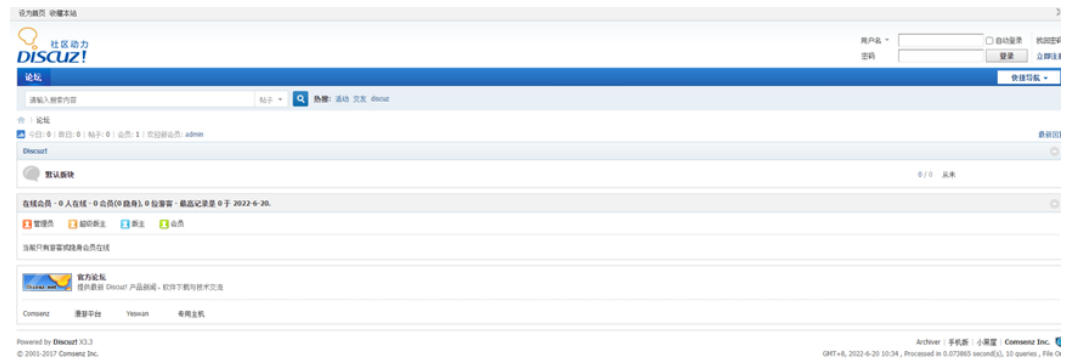 设为首页 收藏本站
社区动力
DISCUZ!
用户名 自动登录 找回密码
密码 登录 立即注册
论坛
快捷导航
请输入搜索内容 帖子 热搜: 活动 交友 discuz
论坛
今日: 0 | 昨日: 0 | 帖子: 0 | 会员: 1 | 欢迎新会员: admin
最新回复
Discuz!
默认版块 0 / 0 从未
在线会员 - 0 人在线 - 0 会员(0 隐身), 0 位游客 - 最高记录是 0 于 2022-6-20.
管理员 超级版主 版主 会员
当前只有游客或隐身会员在线
官方论坛
提供最新 Discuz! 产品新闻、软件下载与技术交流
Comsenz 漫游平台 Yeswan 专用主机
Powered by Discuz! X3.3 Archiver | 手机版 | 小黑屋 | Comsenz Inc.
© 2001-2017 Comsenz Inc. GMT+8, 2022-6-20 10:34 , Processed in 0.073865 second(s), 10 queries , File On